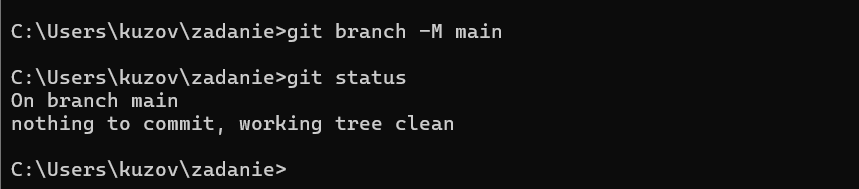 C:\Users\kuzov\zadanie>git branch -M main
C:\Users\kuzov\zadanie>git status
On branch main
nothing to commit, working tree clean
C:\Users\kuzov\zadanie>